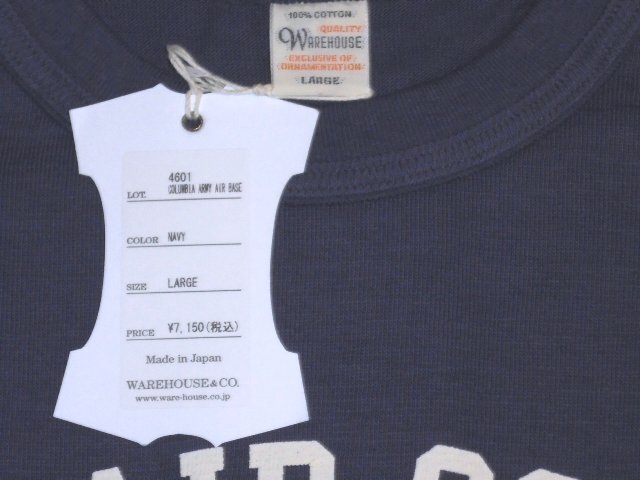 100% COTTON
QUALITY
WAREHOUSE
EXCLUSIVE OF
ORNAMENTATION
LARGE
4601
LOT. COLUMBIA ARMY AIR BASE
COLOR NAVY
SIZE LARGE
PRICE ¥7,150(税込)
Made in Japan
WAREHOUSE & CO.
www.ware-house.co.jp
AIR